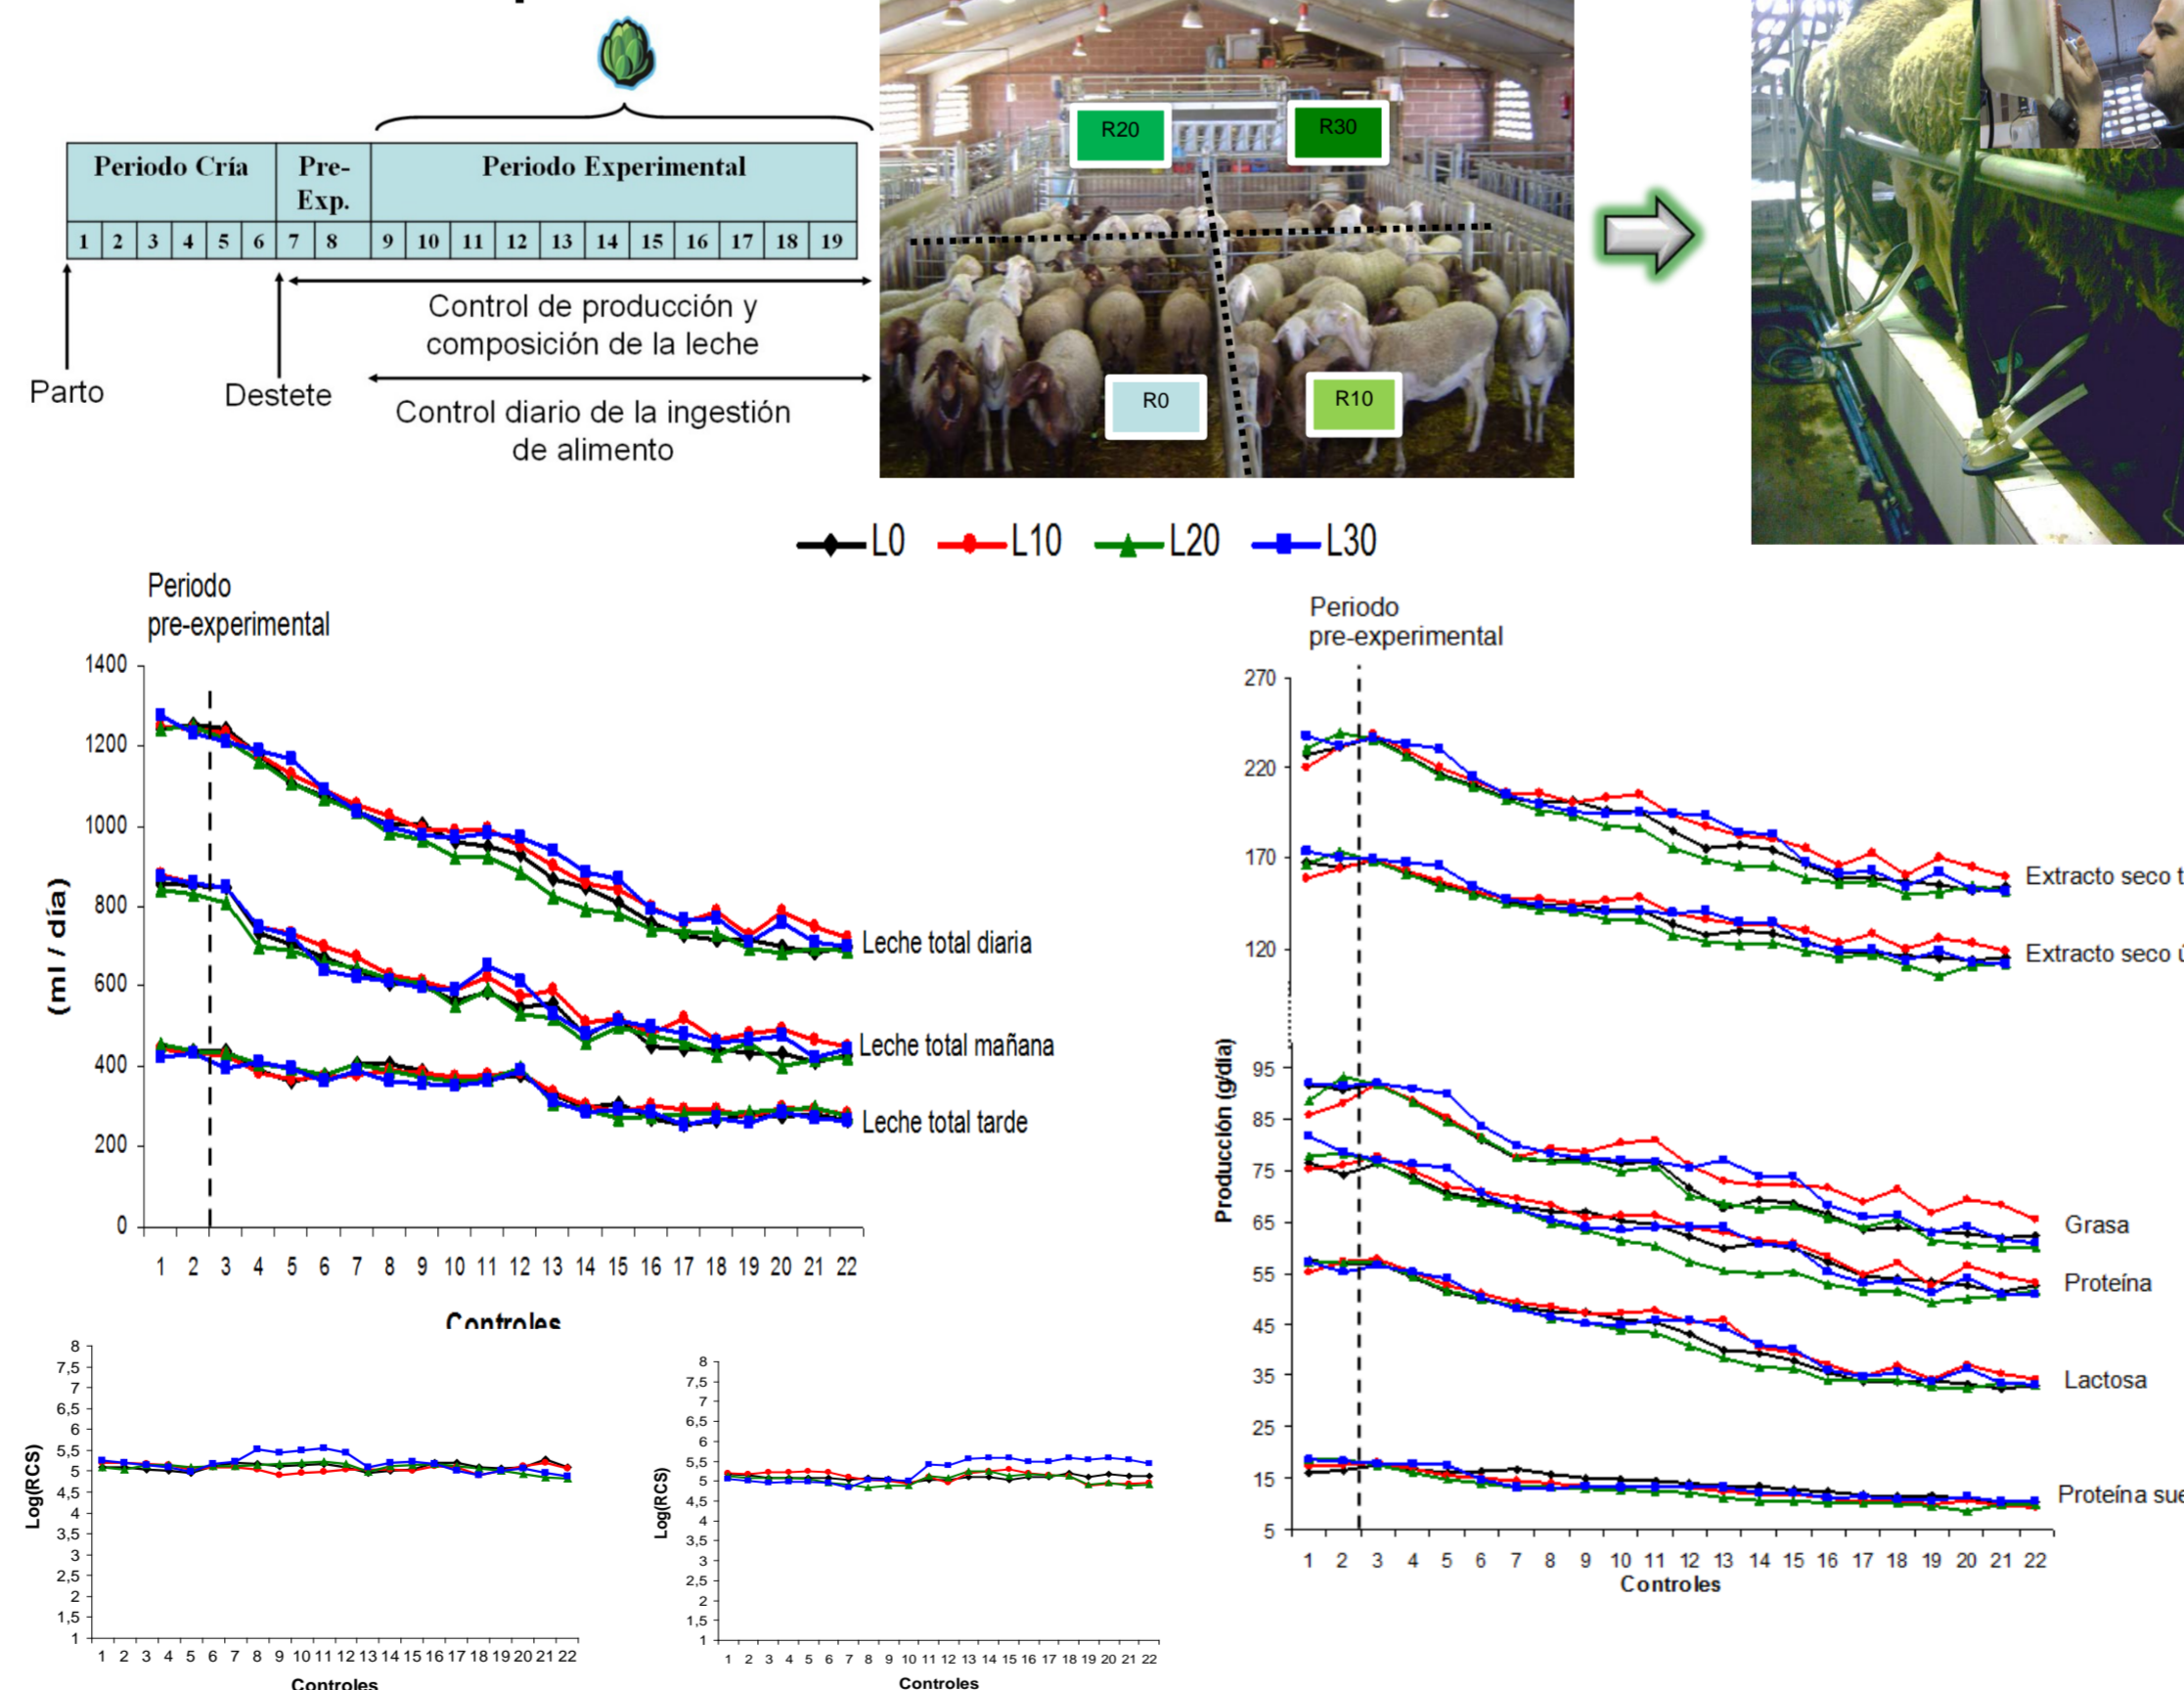 Periodo Cría
Pre-
Exp.
Periodo Experimental
1 2 3 4 5 6 7 8 9 10 11 12 13 14 15 16 17 18 19
Parto
Destete
Control de producción y
composición de la leche
Control diario de la ingestión
de alimento
R20
R30
R0
R10
L0 L10 L20 L30
Periodo
pre-experimental
1400
1200
1000
800
600
400
200
0
(ml / día)
Leche total diaria
Leche total mañana
Leche total tarde
1 2 3 4 5 6 7 8 9 10 11 12 13 14 15 16 17 18 19 20 21 22
Controles
Periodo
pre-experimental
270
220
170
120
95
85
75
65
55
45
35
25
15
5
Producción (g/día)
Extracto seco t
Extracto seco ú
Grasa
Proteína
Lactosa
Proteína sue
1 2 3 4 5 6 7 8 9 10 11 12 13 14 15 16 17 18 19 20 21 22
Controles
8
7,5
7
6,5
6
5,5
5
4,5
4
3,5
3
2,5
2
1,5
1
Log(RCS)
1 2 3 4 5 6 7 8 9 10 11 12 13 14 15 16 17 18 19 20 21 22
Controles
8
7,5
7
6,5
6
5,5
5
4,5
4
3,5
3
2,5
2
1,5
1
Log(RCS)
1 2 3 4 5 6 7 8 9 10 11 12 13 14 15 16 17 18 19 20 21 22
Controles